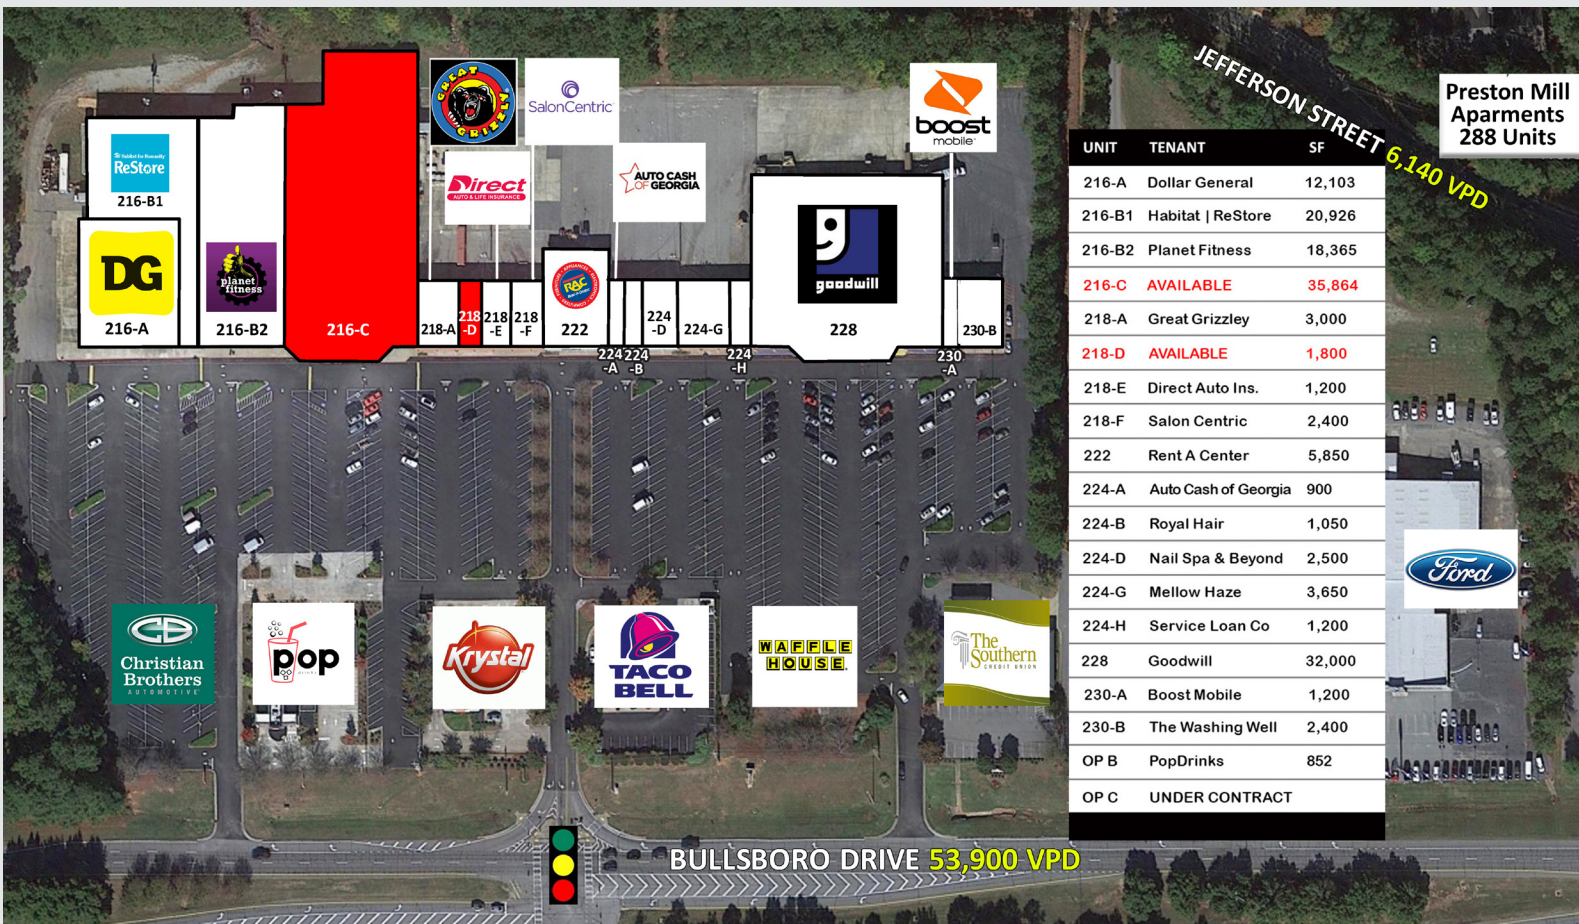 JEFFERSON STREET 6,140 VPD
Preston Mill
Aparments
288 Units
GREAT
GRIZZLY
SalonCentric
Direct
AUTO & LIFE INSURANCE
AUTO CASH
OF GEORGIA
boost
mobile
Habitat for Humanity
ReStore
216-B1
DG
216-A
planet
fitness
216-B2
216-C
218-A
218
-D
218
-E
218
-F
RAC
222
224
-A
224
-B
224
-D
224-G
224
-H
goodwill
228
230
-A
230-B
UNIT TENANT SF
216-A Dollar General 12,103
216-B1 Habitat | ReStore 20,926
216-B2 Planet Fitness 18,365
216-C AVAILABLE 35,864
218-A Great Grizzley 3,000
218-D AVAILABLE 1,800
218-E Direct Auto Ins. 1,200
218-F Salon Centric 2,400
222 Rent A Center 5,850
224-A Auto Cash of Georgia 900
224-B Royal Hair 1,050
224-D Nail Spa & Beyond 2,500
224-G Mellow Haze 3,650
224-H Service Loan Co 1,200
228 Goodwill 32,000
230-A Boost Mobile 1,200
230-B The Washing Well 2,400
OP B PopDrinks 852
OP C UNDER CONTRACT
Ford
CB
Christian
Brothers
AUTOMOTIVE
pop
Krystal
TACO
BELL
WAFFLE
HOUSE
The
Southern
CREDIT UNION
BULLSBORO DRIVE 53,900 VPD